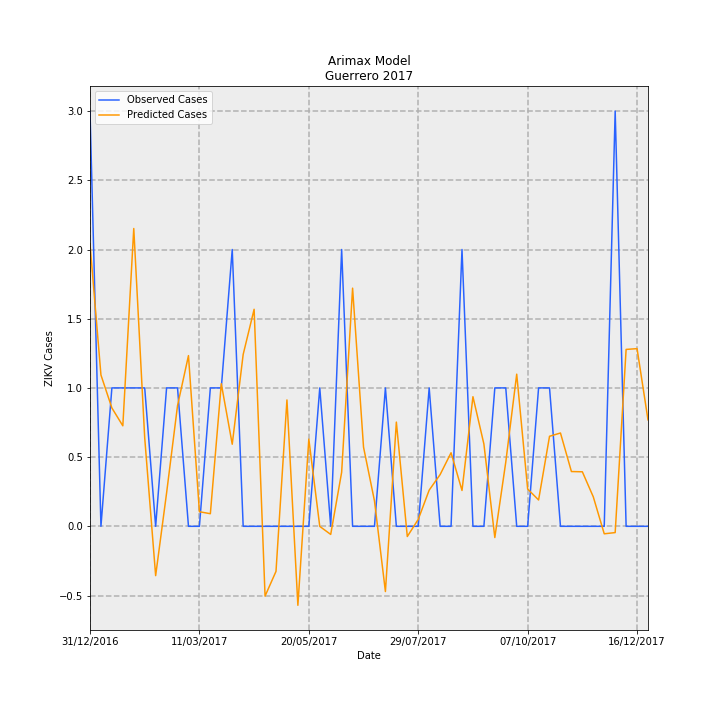 Arimax Model
Guerrero 2017
Observed Cases
Predicted Cases
3.0
2.5
2.0
1.5
1.0
0.5
0.0
−0.5
ZIKV Cases
31/12/2016 11/03/2017 20/05/2017 29/07/2017 07/10/2017 16/12/2017
Date